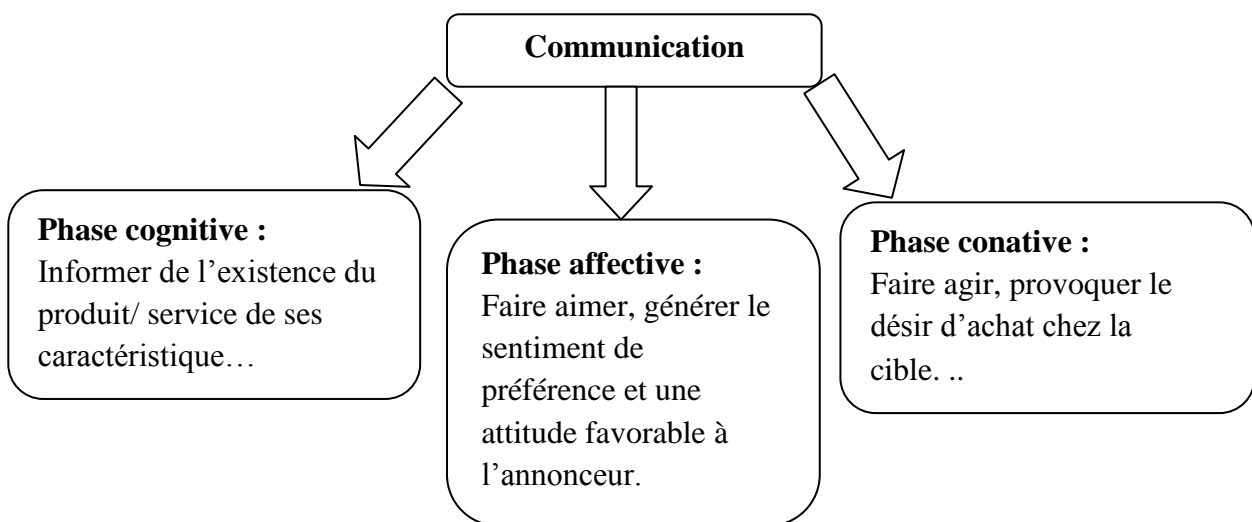 Communication
Phase cognitive :
Informer de l’existence du
produit/ service de ses
caractéristique…
Phase affective :
Faire aimer, générer le
sentiment de
préférence et une
attitude favorable à
l’annonceur.
Phase conative :
Faire agir, provoquer le
désir d’achat chez la
cible. ..